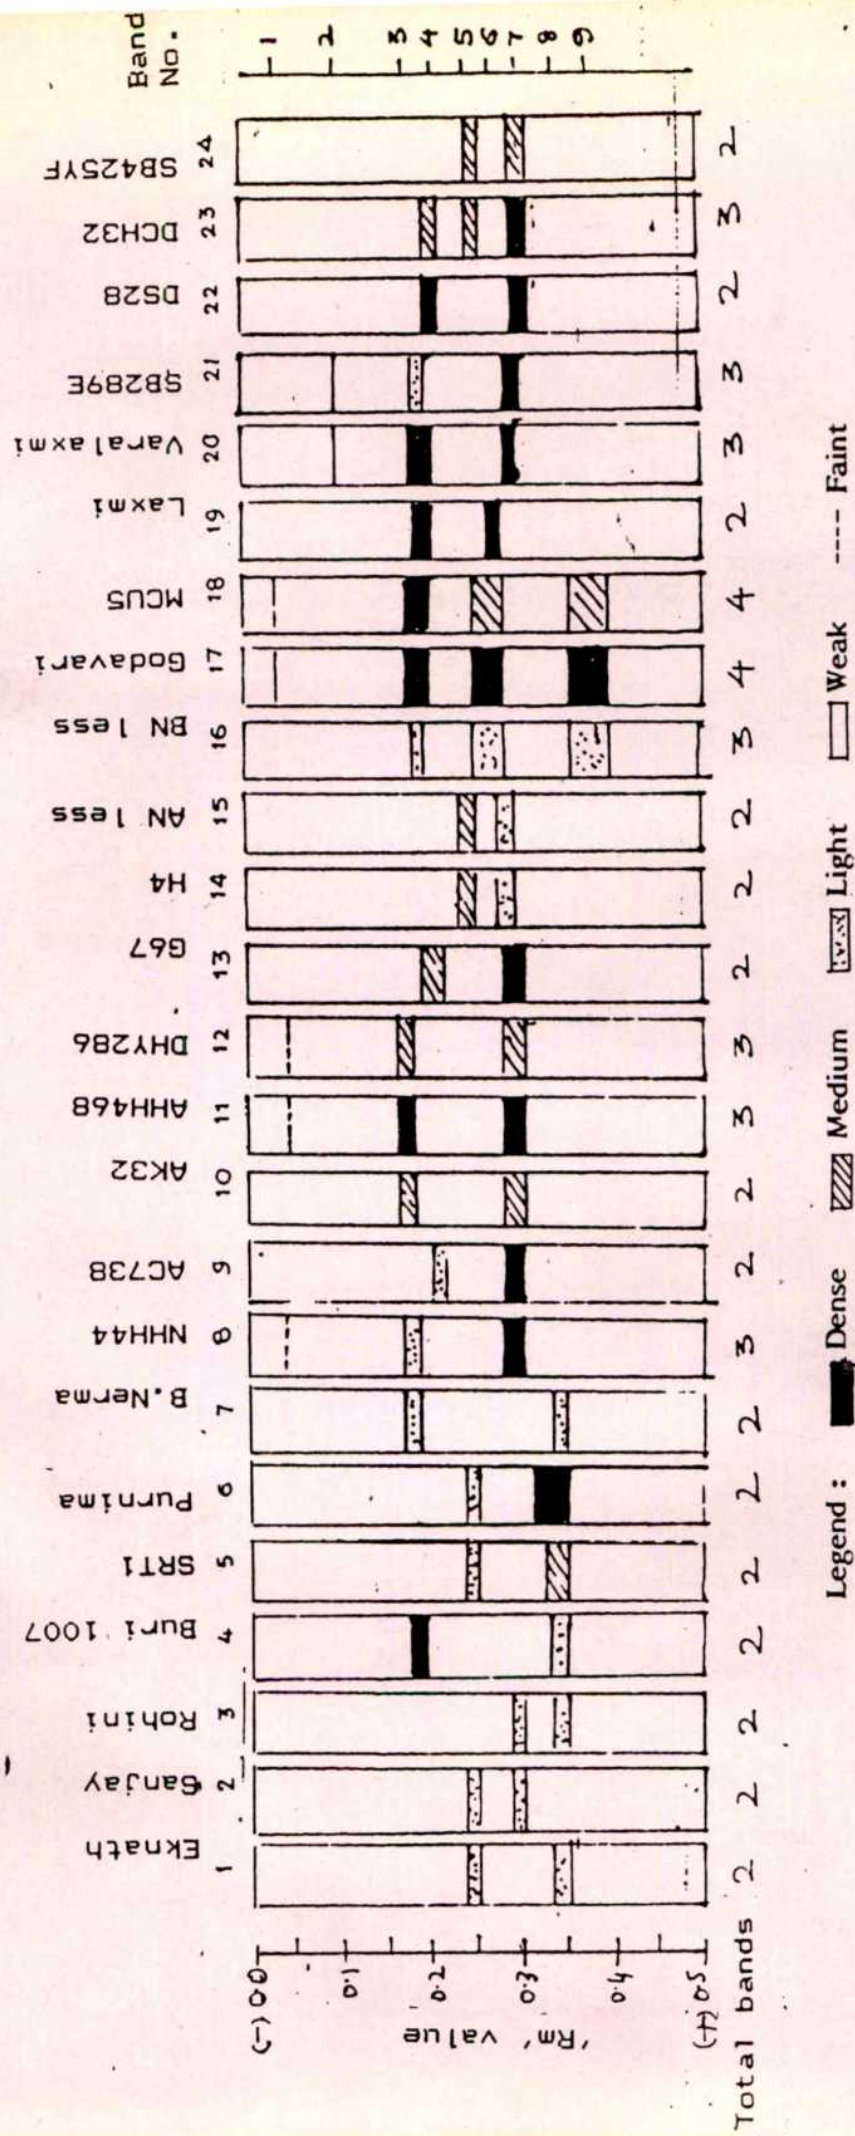 Eknath Sanjay Rohini Buri 1007 SRT1 Purnima B.Nerma NHH44 AC738 AK32 AHH468 DHY286 G67 H4 AN less BN less Godavari MCU5 Laxmi Varalaxmi SB289E DS28 DCH32 SB425YF
Band No.
1 2 3 4 5 6 7 8 9 10 11 12 13 14 15 16 17 18 19 20 21 22 23 24
(-) 0.0
0.1
0.2
0.3
0.4
(+) 0.5
'Rm' value
1
2
3
4
5
6
7
8
9
Total bands 2 2 2 2 2 2 2 3 2 2 3 3 2 2 2 3 4 4 2 3 3 2 3 2
Legend : Dense Medium Light Weak ---- Faint